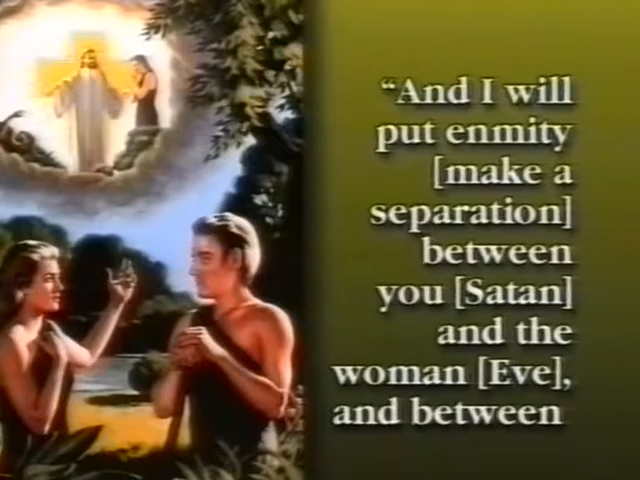 “And I will
put enmity
[make a
separation]
between
you [Satan]
and the
woman [Eve],
and between